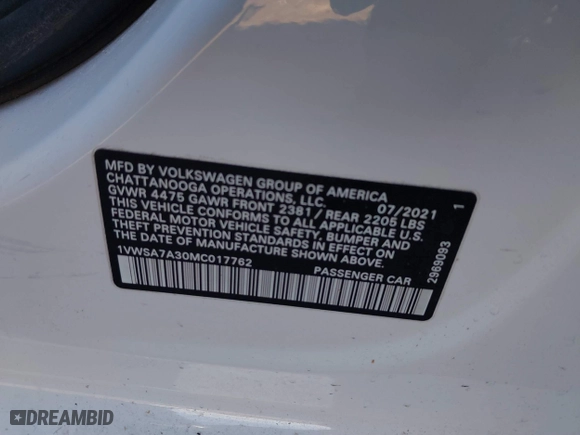 MFD BY VOLKSWAGEN GROUP OF AMERICA
CHATTANOOGA OPERATIONS, LLC. 07/2021
GVWR 4475 GAWR FRONT 2381 / REAR 2206 LBS
THIS VEHICLE CONFORMS TO ALL APPLICABLE U.S.
FEDERAL MOTOR VEHICLE SAFETY, BUMPER AND
THEFT PREVENTION STANDARDS IN EFFECT
ON THE DATE OF MANUFACTURE SHOWN ABOVE.
1VWSA7A30MC017762 PASSENGER CAR
2969093 1
DREAMBID